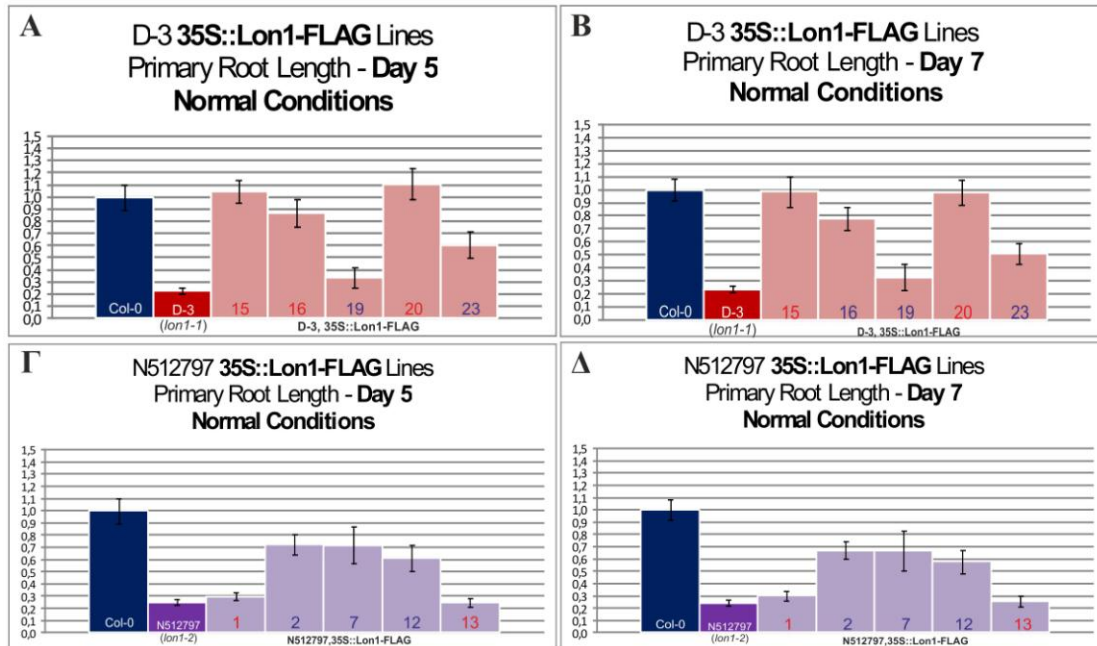 A
D-3 35S::Lon1-FLAG Lines
Primary Root Length - Day 5
Normal Conditions
1,5
1,4
1,3
1,2
1,1
1,0
0,9
0,8
0,7
0,6
0,5
0,4
0,3
0,2
0,1
0,0
Col-0 D-3 15 16 19 20 23
(lon1-1) D-3, 35S::Lon1-FLAG
B
D-3 35S::Lon1-FLAG Lines
Primary Root Length - Day 7
Normal Conditions
1,5
1,4
1,3
1,2
1,1
1,0
0,9
0,8
0,7
0,6
0,5
0,4
0,3
0,2
0,1
0,0
Col-0 D-3 15 16 19 20 23
(lon1-1) D-3, 35S::Lon1-FLAG
Γ
N512797 35S::Lon1-FLAG Lines
Primary Root Length - Day 5
Normal Conditions
1,5
1,4
1,3
1,2
1,1
1,0
0,9
0,8
0,7
0,6
0,5
0,4
0,3
0,2
0,1
0,0
Col-0 N512797 1 2 7 12 13
(lon1-2) N512797,35S::Lon1-FLAG
Δ
N512797 35S::Lon1-FLAG Lines
Primary Root Length - Day 7
Normal Conditions
1,5
1,4
1,3
1,2
1,1
1,0
0,9
0,8
0,7
0,6
0,5
0,4
0,3
0,2
0,1
0,0
Col-0 N512797 1 2 7 12 13
(lon1-2) N512797,35S::Lon1-FLAG